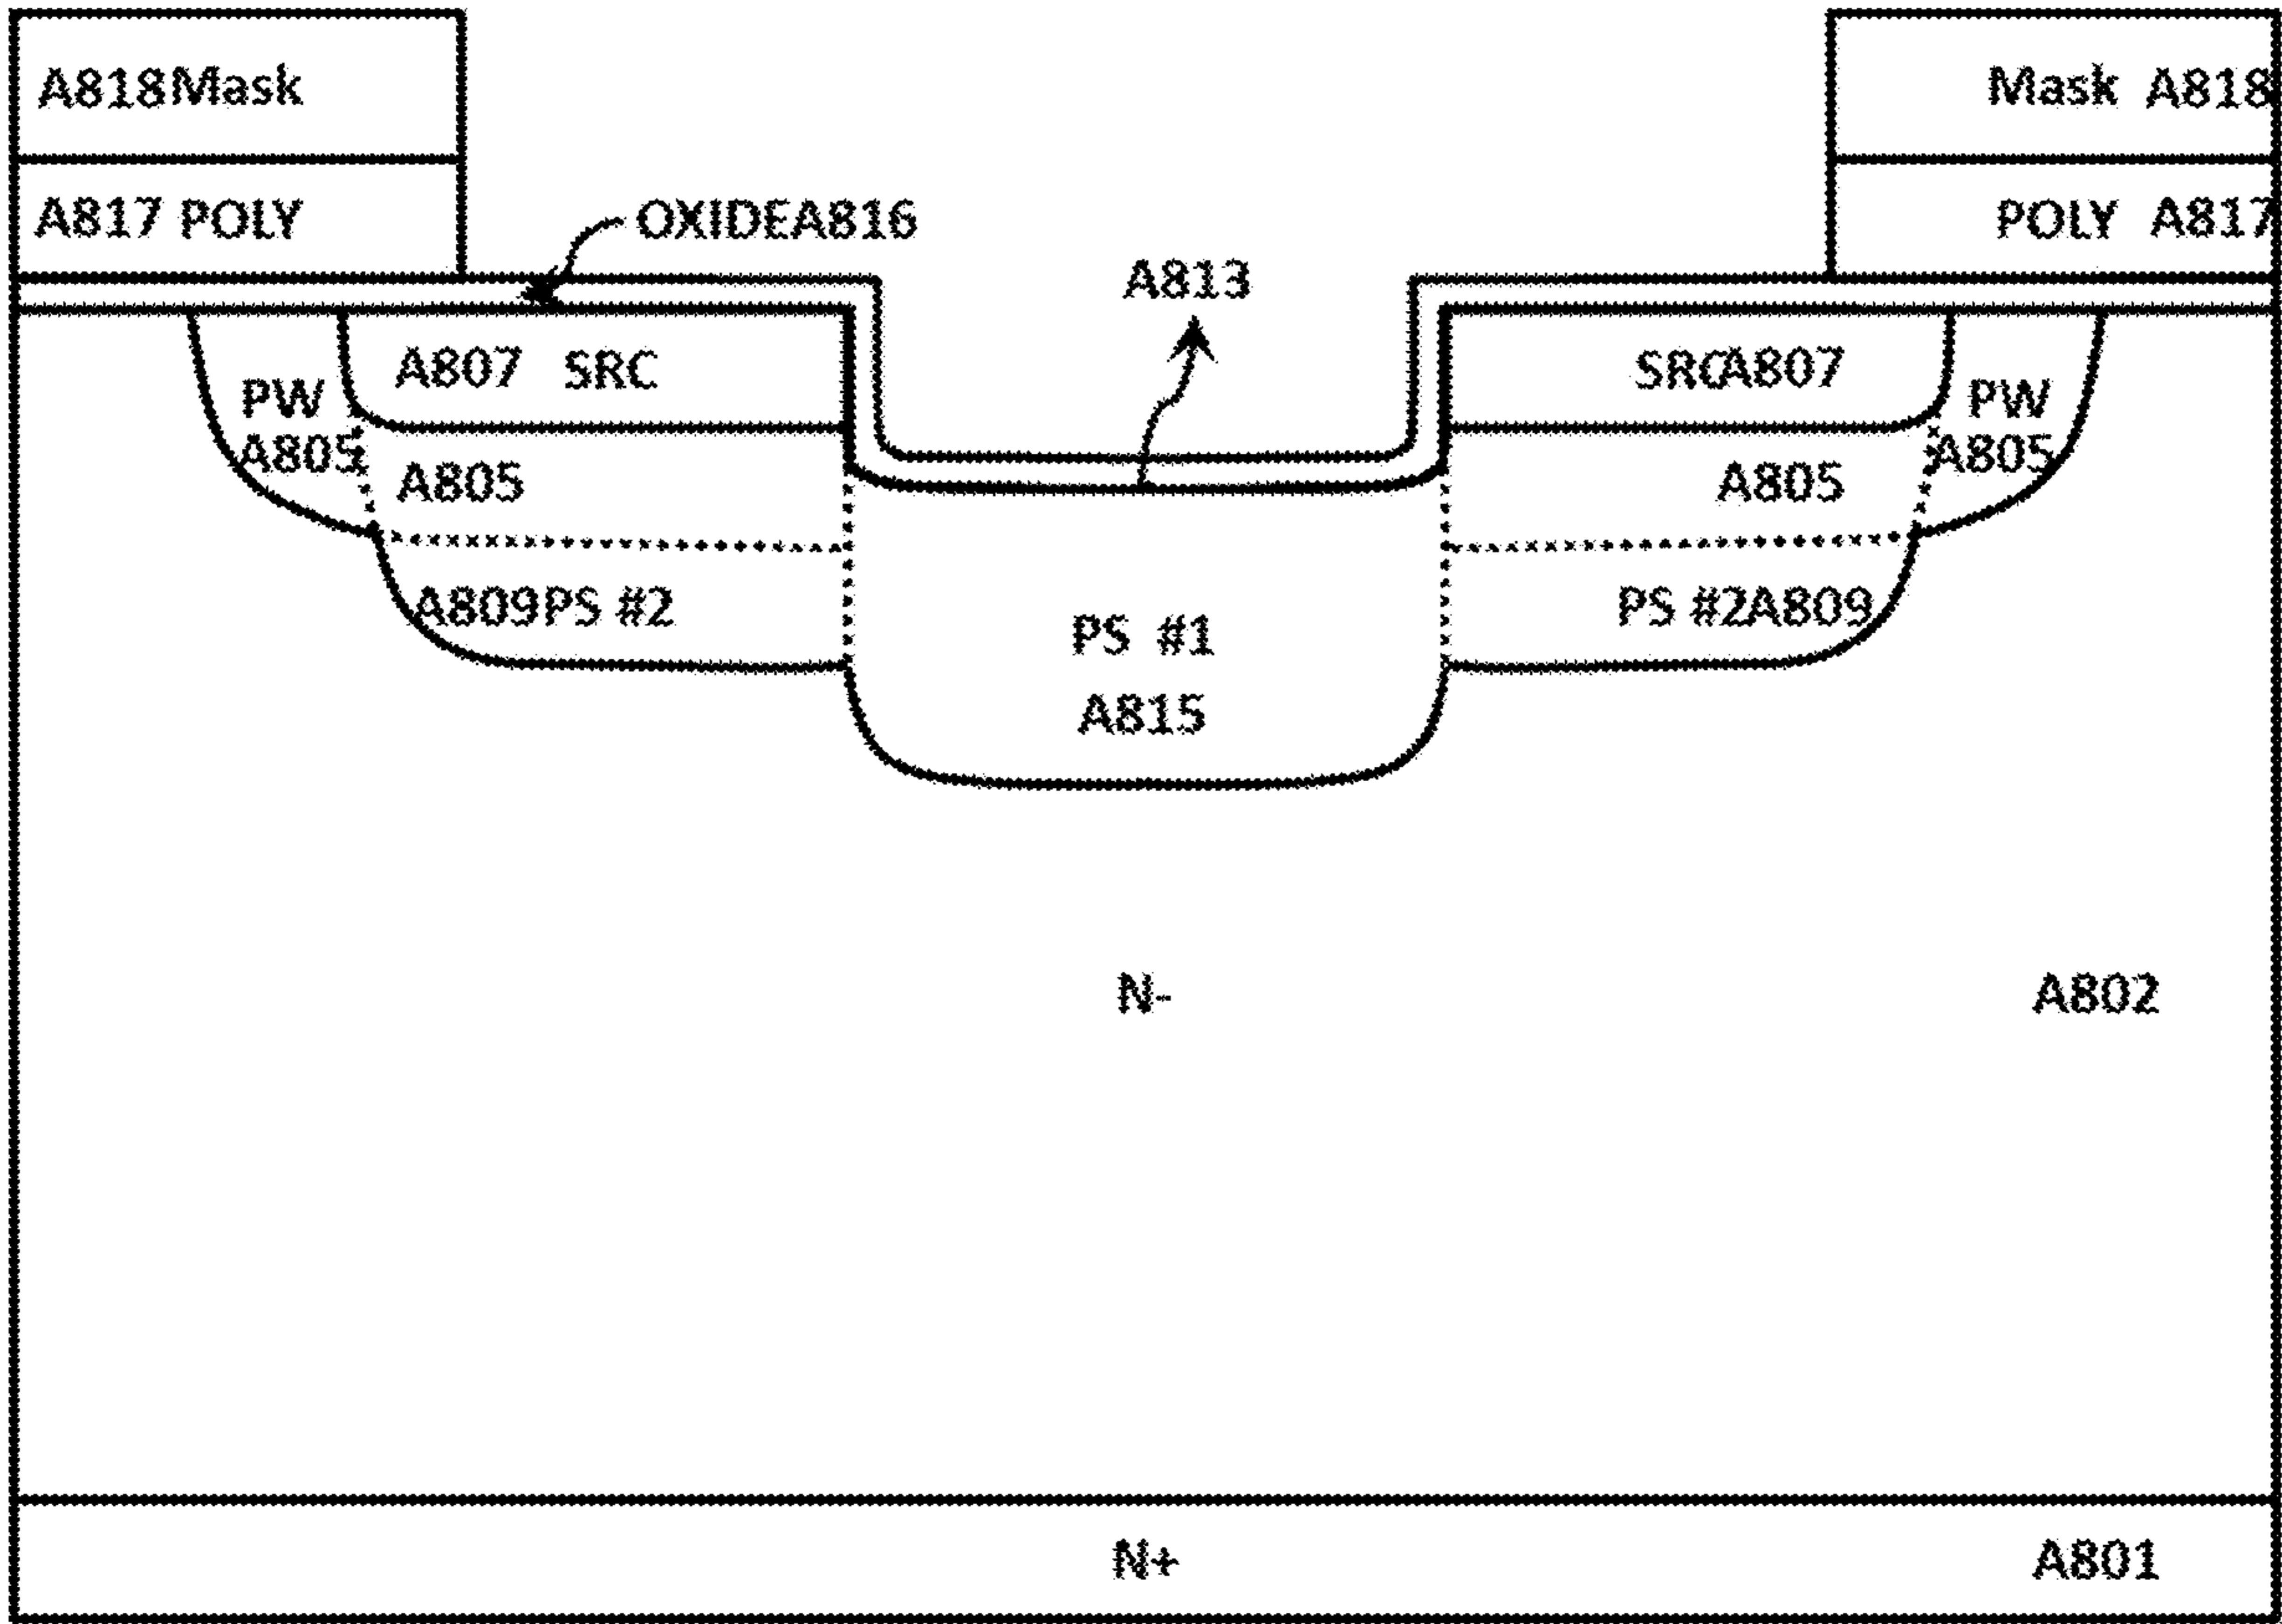 A818Mask
Mask A818
A817 POLY
POLY A817
OXIDEA816
A813
A807 SRC
SRCA807
PW
A805
PW
A805
A805
A805
A809PS #2
PS #2A809
PS #1
A815
N-
A802
N+
A801